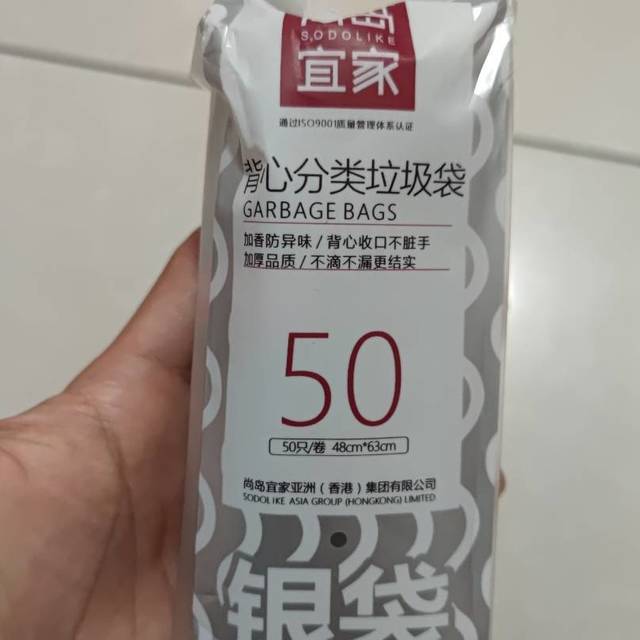 尚岛
SODOLIKE
宜家
通过ISO9001质量管理体系认证
背心分类垃圾袋
GARBAGE BAGS
加香防异味/背心收口不脏手
加厚品质/不滴不漏更结实
50
50只/卷 48cm*63cm
尚岛宜家亚洲(香港)集团有限公司
SODOLIKE ASIA GROUP (HONGKONG) LIMITED
银袋